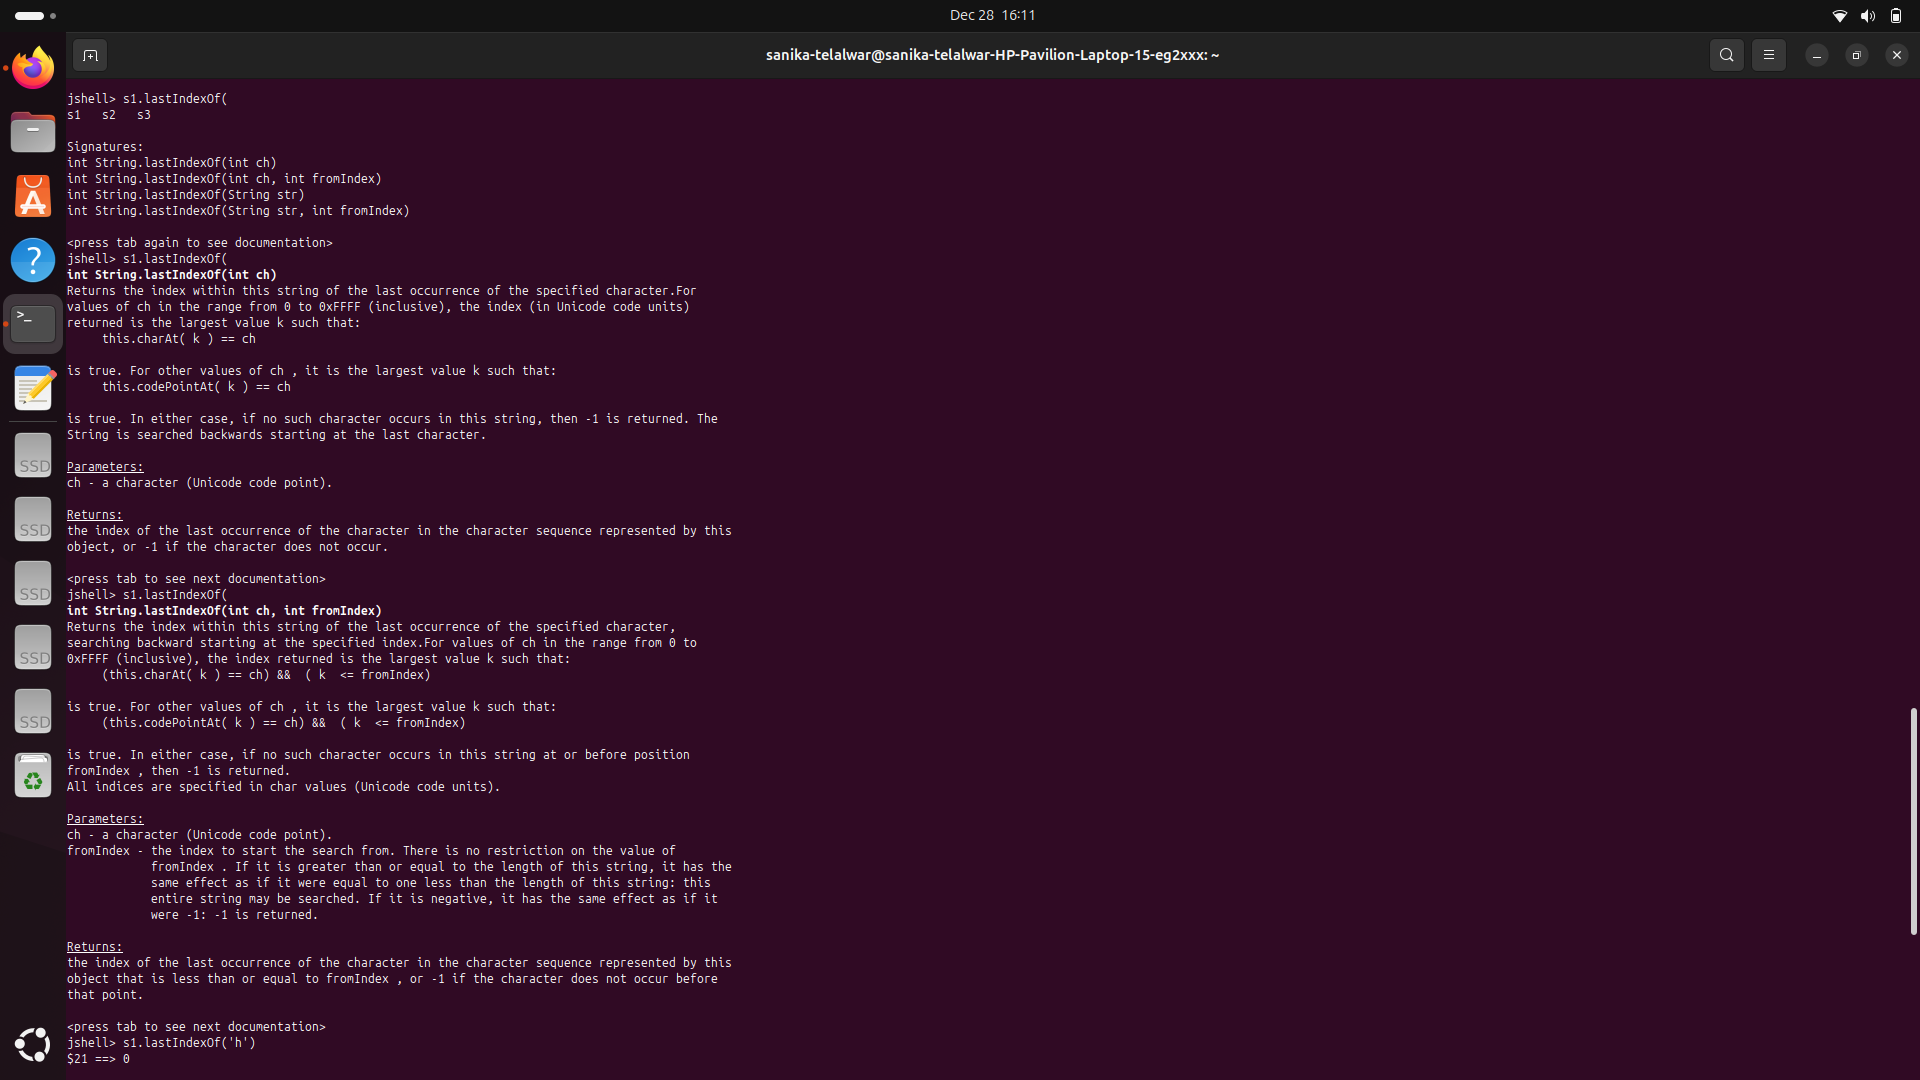 Dec 28 16:11
sanika-telalwar@sanika-telalwar-HP-Pavilion-Laptop-15-eg2xxx: ~
jshell> s1.lastIndexOf(
s1   s2   s3
Signatures:
int String.lastIndexOf(int ch)
int String.lastIndexOf(int ch, int fromIndex)
int String.lastIndexOf(String str)
int String.lastIndexOf(String str, int fromIndex)
<press tab again to see documentation>
jshell> s1.lastIndexOf(
int String.lastIndexOf(int ch)
Returns the index within this string of the last occurrence of the specified character.For
values of ch in the range from 0 to 0xFFFF (inclusive), the index (in Unicode code units)
returned is the largest value k such that:
     this.charAt( k ) == ch
is true. For other values of ch , it is the largest value k such that:
     this.codePointAt( k ) == ch
is true. In either case, if no such character occurs in this string, then -1 is returned. The
String is searched backwards starting at the last character.
Parameters:
ch - a character (Unicode code point).
Returns:
the index of the last occurrence of the character in the character sequence represented by this
object, or -1 if the character does not occur.
<press tab to see next documentation>
jshell> s1.lastIndexOf(
int String.lastIndexOf(int ch, int fromIndex)
Returns the index within this string of the last occurrence of the specified character,
searching backward starting at the specified index.For values of ch in the range from 0 to
0xFFFF (inclusive), the index returned is the largest value k such that:
     (this.charAt( k ) == ch) &&  ( k  <= fromIndex)
is true. For other values of ch , it is the largest value k such that:
     (this.codePointAt( k ) == ch) &&  ( k  <= fromIndex)
is true. In either case, if no such character occurs in this string at or before position
fromIndex , then -1 is returned.
All indices are specified in char values (Unicode code units).
Parameters:
ch - a character (Unicode code point).
fromIndex - the index to start the search from. There is no restriction on the value of
            fromIndex . If it is greater than or equal to the length of this string, it has the
            same effect as if it were equal to one less than the length of this string: this
            entire string may be searched. If it is negative, it has the same effect as if it
            were -1: -1 is returned.
Returns:
the index of the last occurrence of the character in the character sequence represented by this
object that is less than or equal to fromIndex , or -1 if the character does not occur before
that point.
<press tab to see next documentation>
jshell> s1.lastIndexOf('h')
$21 ==> 0
SSD
SSD
SSD
SSD
SSD